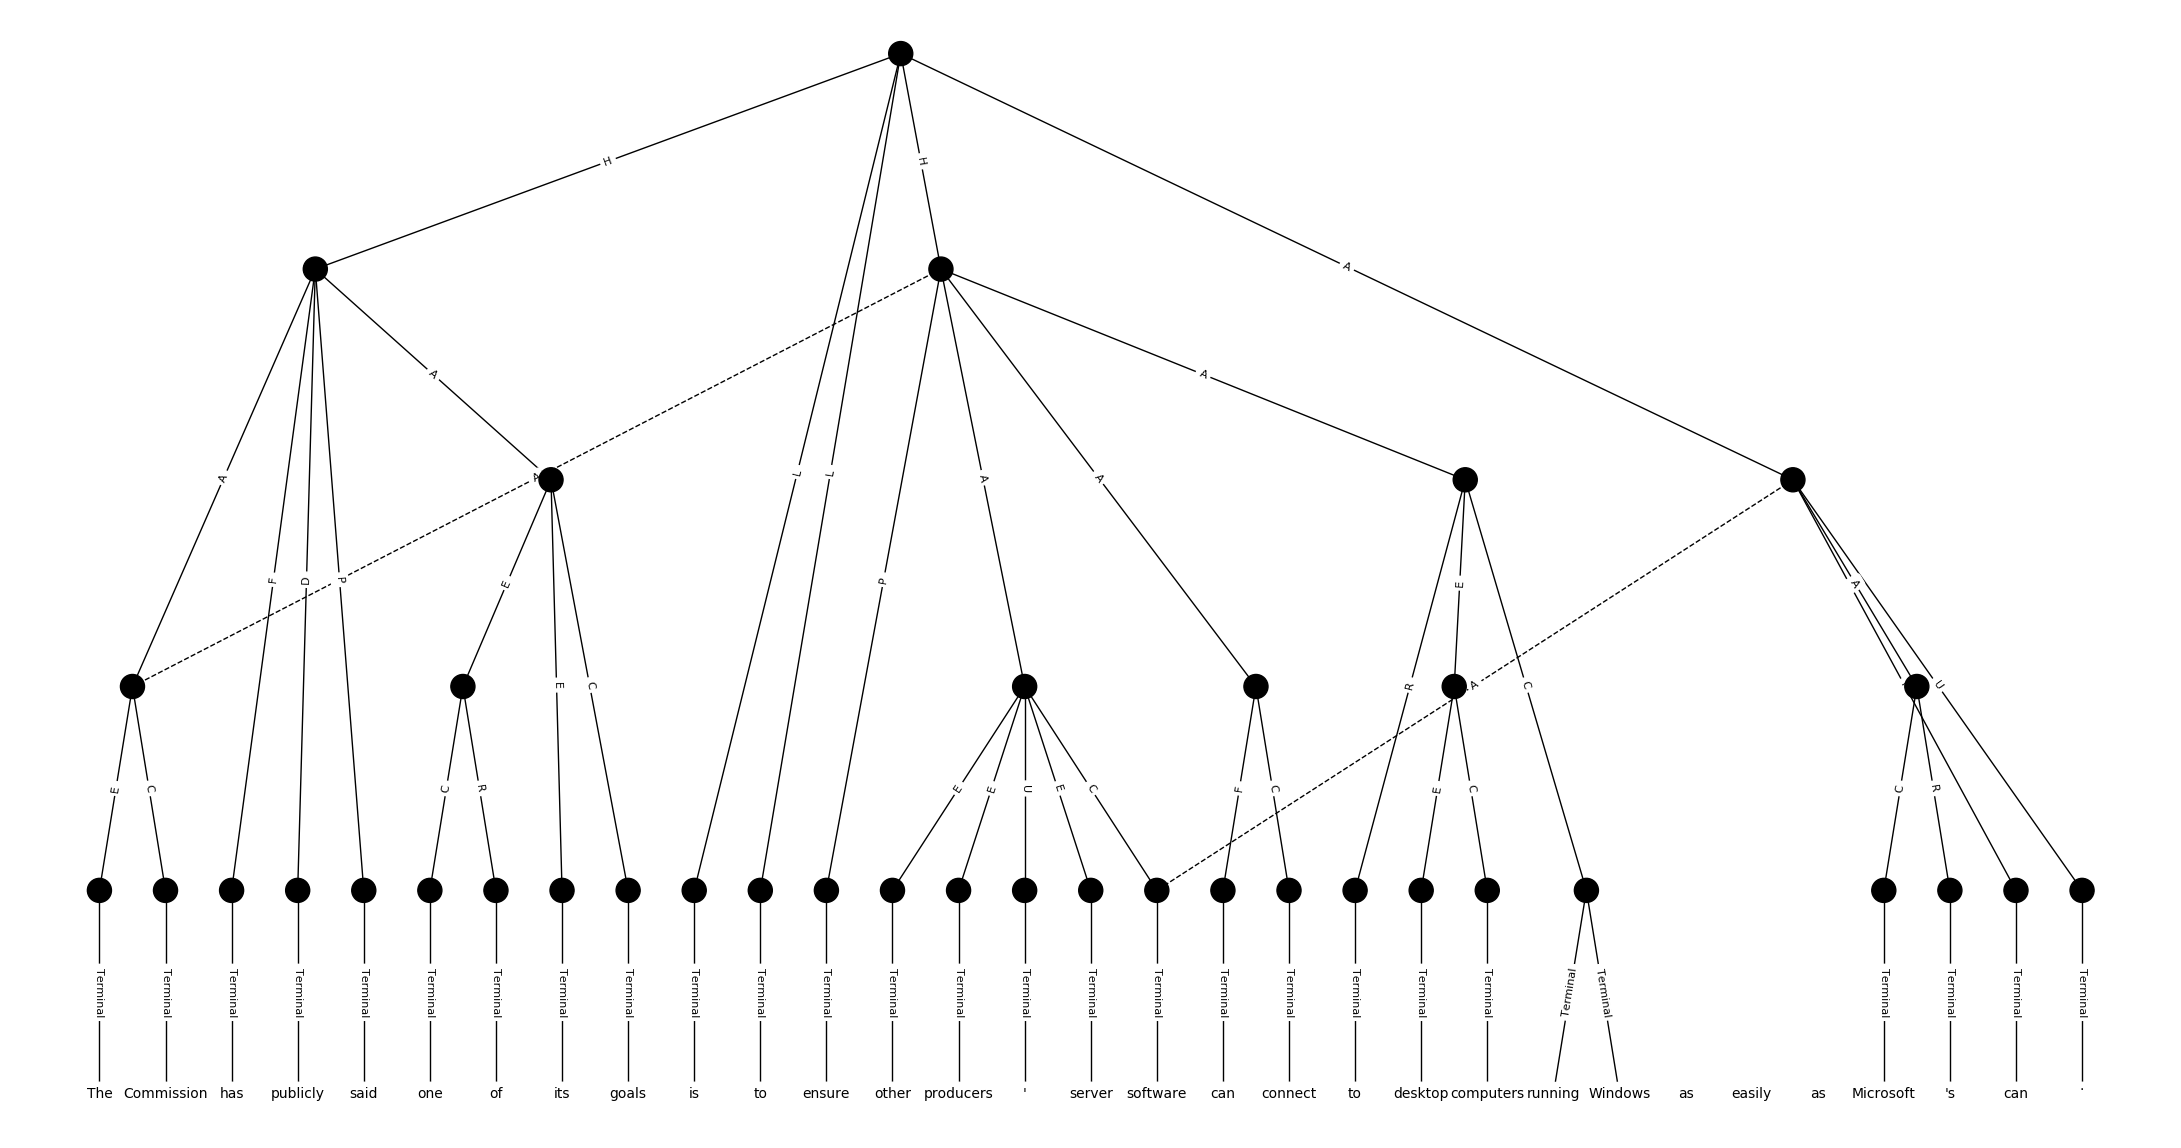 H
H
A
A
A
A
F
D
P
A
L
L
A
A
A
P
E
E
C
E
A
R
C
A
U
E
C
C
R
E
E
U
E
C
F
C
E
C
C
R
Terminal Terminal Terminal Terminal Terminal Terminal Terminal Terminal Terminal Terminal Terminal Terminal Terminal Terminal Terminal Terminal Terminal Terminal Terminal Terminal Terminal Terminal Terminal Terminal Terminal Terminal Terminal Terminal
The Commission has publicly said one of its goals is to ensure other producers ' server software can connect to desktop computers running Windows as easily as Microsoft 's can .